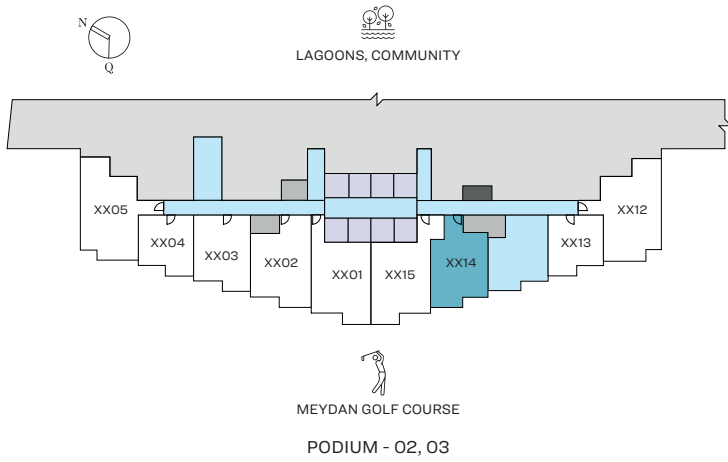 N
Q
LAGOONS, COMMUNITY
XX05
XX04
XX03
XX02
XX01
XX15
XX14
XX13
XX12
MEYDAN GOLF COURSE
PODIUM - 02, 03